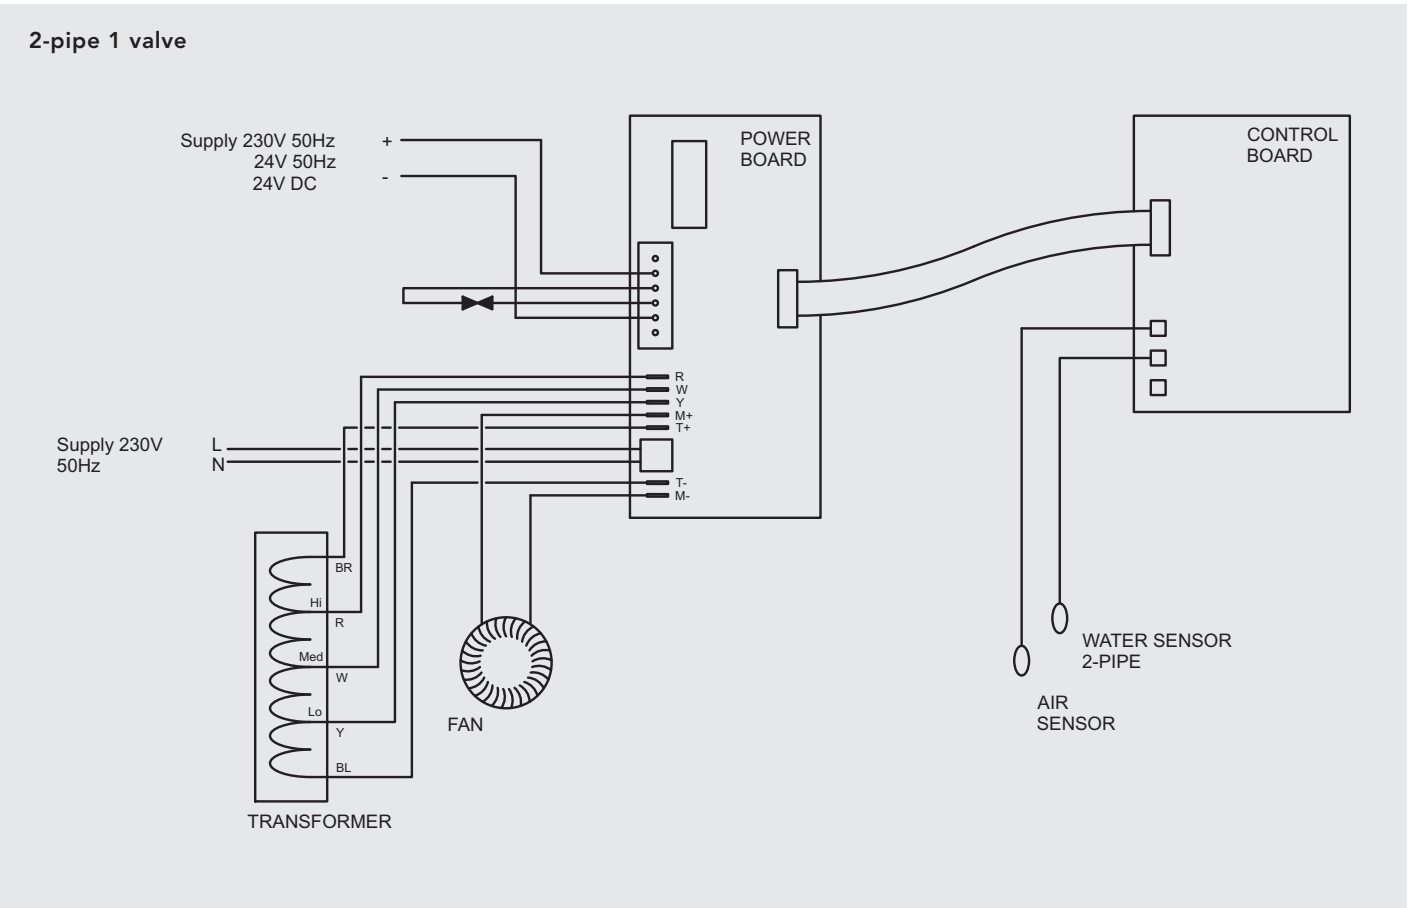 2-pipe 1 valve
Supply 230V 50Hz
24V 50Hz
24V DC
+
-
POWER
BOARD
CONTROL
BOARD
R
W
Y
M+
T+
Supply 230V
50Hz
L
N
T-
M-
BR
Hi
R
Med
W
Lo
Y
BL
TRANSFORMER
FAN
WATER SENSOR
2-PIPE
AIR
SENSOR